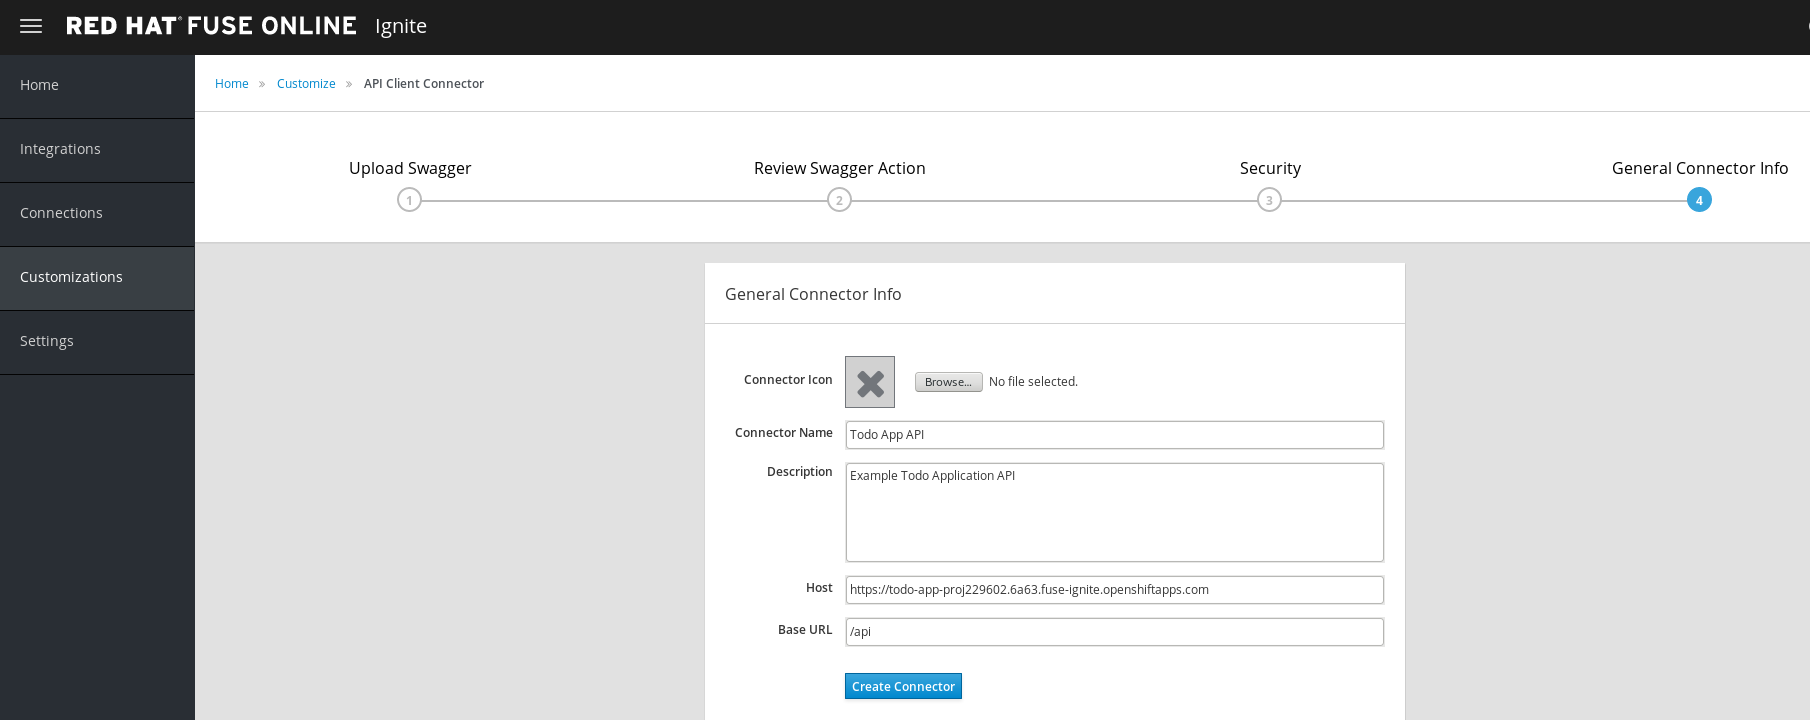 RED HAT® FUSE ONLINE Ignite
Home
Integrations
Connections
Customizations
Settings
Home » Customize » API Client Connector
Upload Swagger Review Swagger Action Security General Connector Info
1 2 3 4
General Connector Info
Connector Icon Browse... No file selected.
Connector Name Todo App API
Description Example Todo Application API
Host https://todo-app-proj229602.6a63.fuse-ignite.openshiftapps.com
Base URL /api
Create Connector